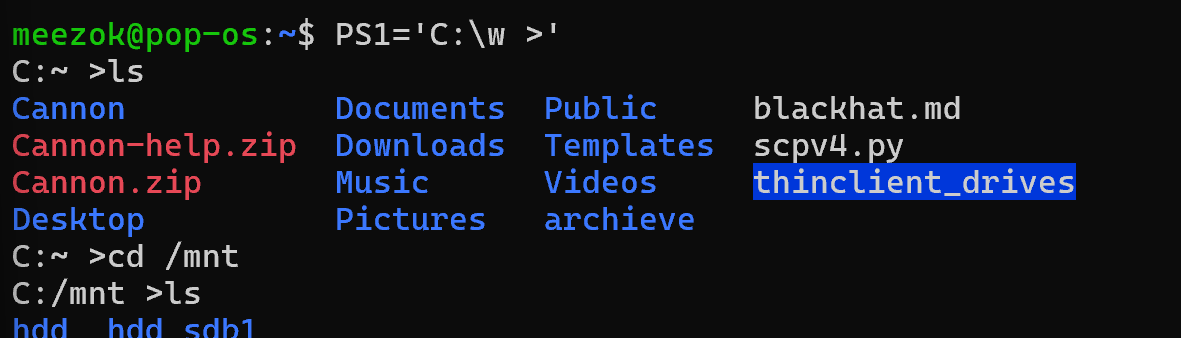 meezok@pop-os:~$ PS1='C:\w >'
C:~ >ls
Cannon Documents Public blackhat.md
Cannon-help.zip Downloads Templates scpv4.py
Cannon.zip Music Videos thinclient_drives
Desktop Pictures archieve
C:~ >cd /mnt
C:/mnt >ls
hdd hdd_sdb1